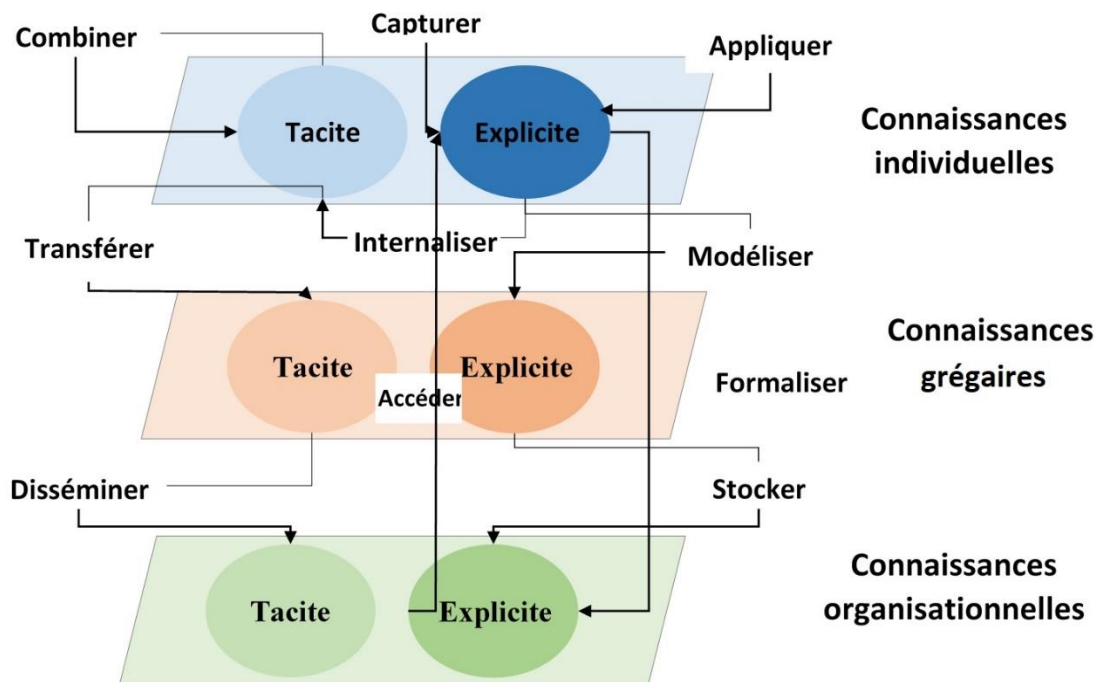 Capturer
Combiner
Appliquer
Tacite
Explicite
Connaissances
individuelles
Transférer
Internaliser
Modéliser
Connaissances
grégaires
Tacite
Explicite
Formaliser
Accéder
Disséminer
Stocker
Connaissances
organisationnelles
Tacite
Explicite